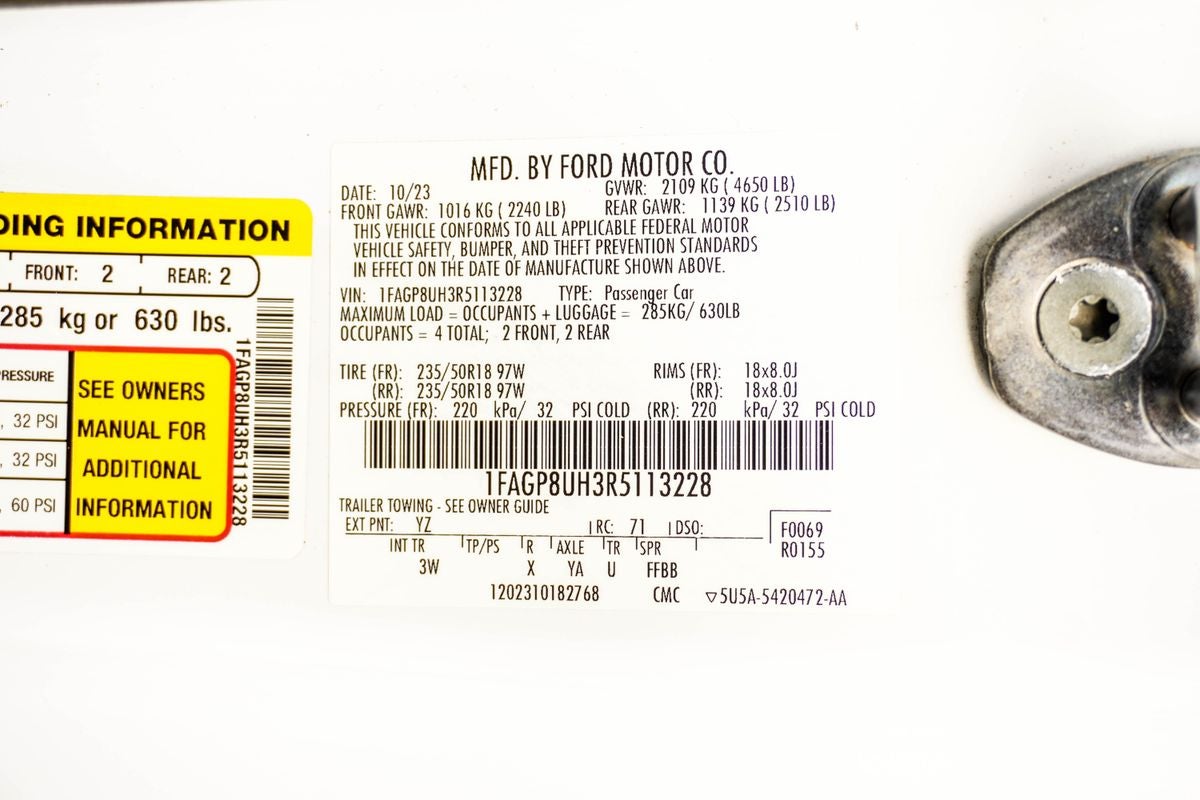 DING INFORMATION
FRONT: 2 REAR: 2
285 kg or 630 lbs.
RESSURE
, 32 PSI
, 32 PSI
, 60 PSI
SEE OWNERS
MANUAL FOR
ADDITIONAL
INFORMATION
1FAGP8UH3R5113228
MFD. BY FORD MOTOR CO.
DATE: 10/23 GVWR: 2109 KG ( 4650 LB)
FRONT GAWR: 1016 KG ( 2240 LB) REAR GAWR: 1139 KG ( 2510 LB)
THIS VEHICLE CONFORMS TO ALL APPLICABLE FEDERAL MOTOR
VEHICLE SAFETY, BUMPER, AND THEFT PREVENTION STANDARDS
IN EFFECT ON THE DATE OF MANUFACTURE SHOWN ABOVE.
VIN: 1FAGP8UH3R5113228 TYPE: Passenger Car
MAXIMUM LOAD = OCCUPANTS + LUGGAGE = 285KG/ 630LB
OCCUPANTS = 4 TOTAL; 2 FRONT, 2 REAR
TIRE (FR): 235/50R18 97W RIMS (FR): 18x8.0J
(RR): 235/50R18 97W (RR): 18x8.0J
PRESSURE (FR): 220 kPa/ 32 PSI COLD (RR): 220 kPa/ 32 PSI COLD
1FAGP8UH3R5113228
TRAILER TOWING - SEE OWNER GUIDE
EXT PNT: YZ RC: 71 DSO: F0069
R0155
INT TR TP/PS R AXLE TR SPR
3W X YA U FFBB
1202310182768 CMC ▽5U5A-5420472-AA